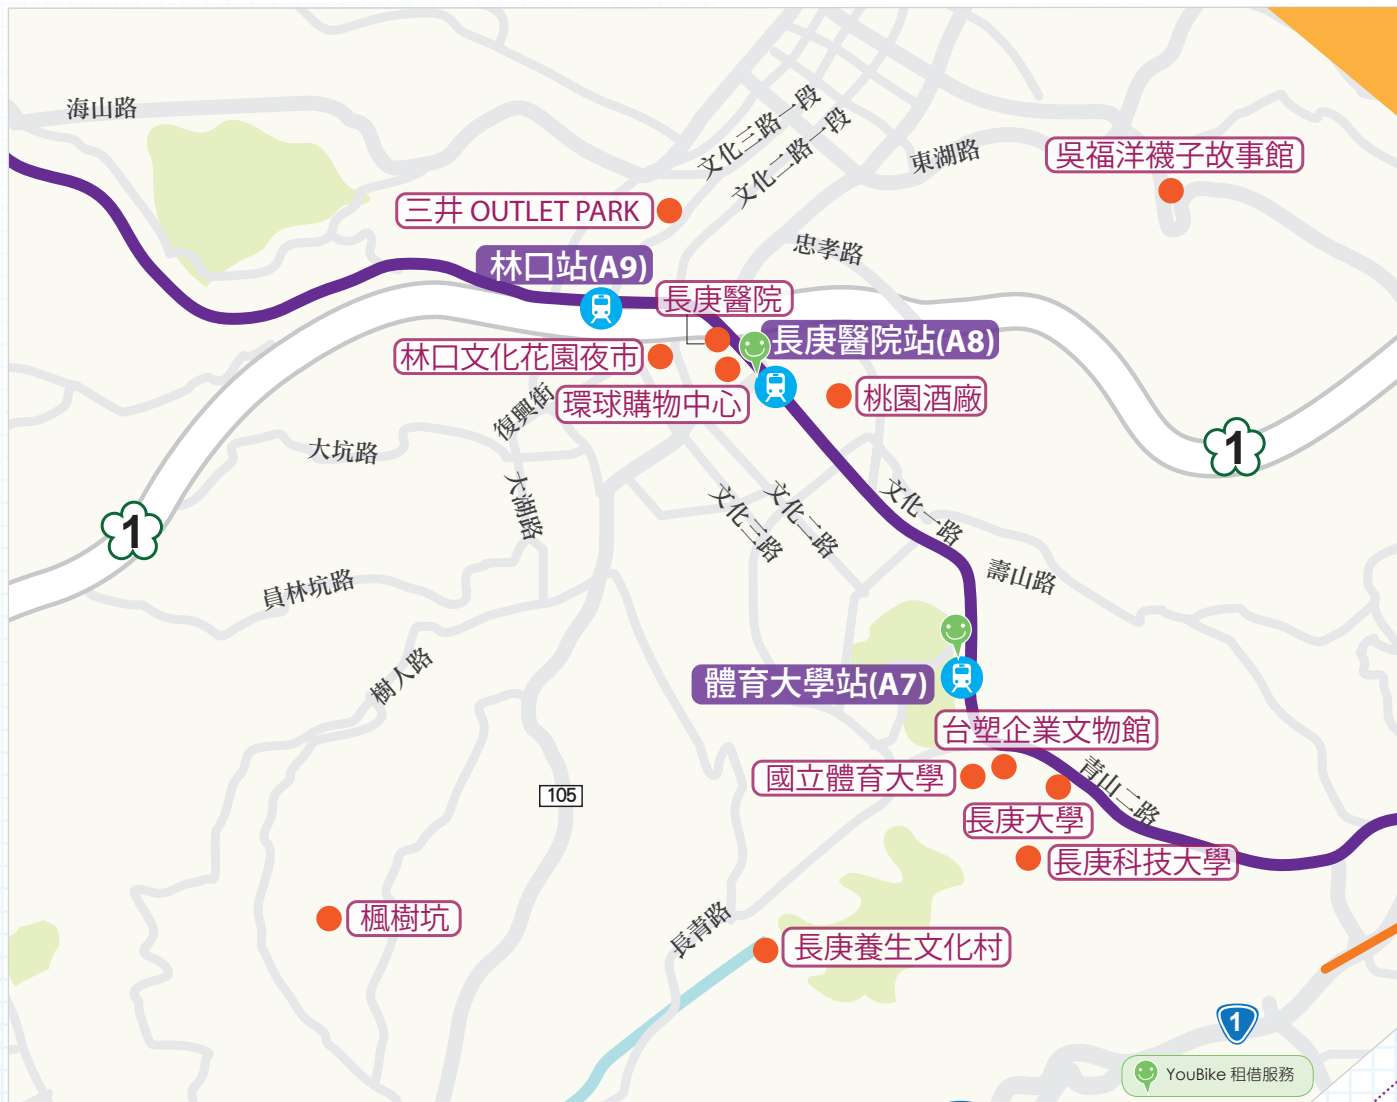 海山路
文化三路一段
文化二路一段
東湖路
吳福洋襪子故事館
三井 OUTLET PARK
忠孝路
林口站(A9)
長庚醫院
長庚醫院站(A8)
林口文化花園夜市
環球購物中心
桃園酒廠
復興街
大坑路
1
大湖路
文化三路
文化二路
文化一路
1
員林坑路
壽山路
樹人路
體育大學站(A7)
台塑企業文物館
國立體育大學
青山二路
105
長庚大學
長庚科技大學
楓樹坑
長青路
長庚養生文化村
1
YouBike 租借服務